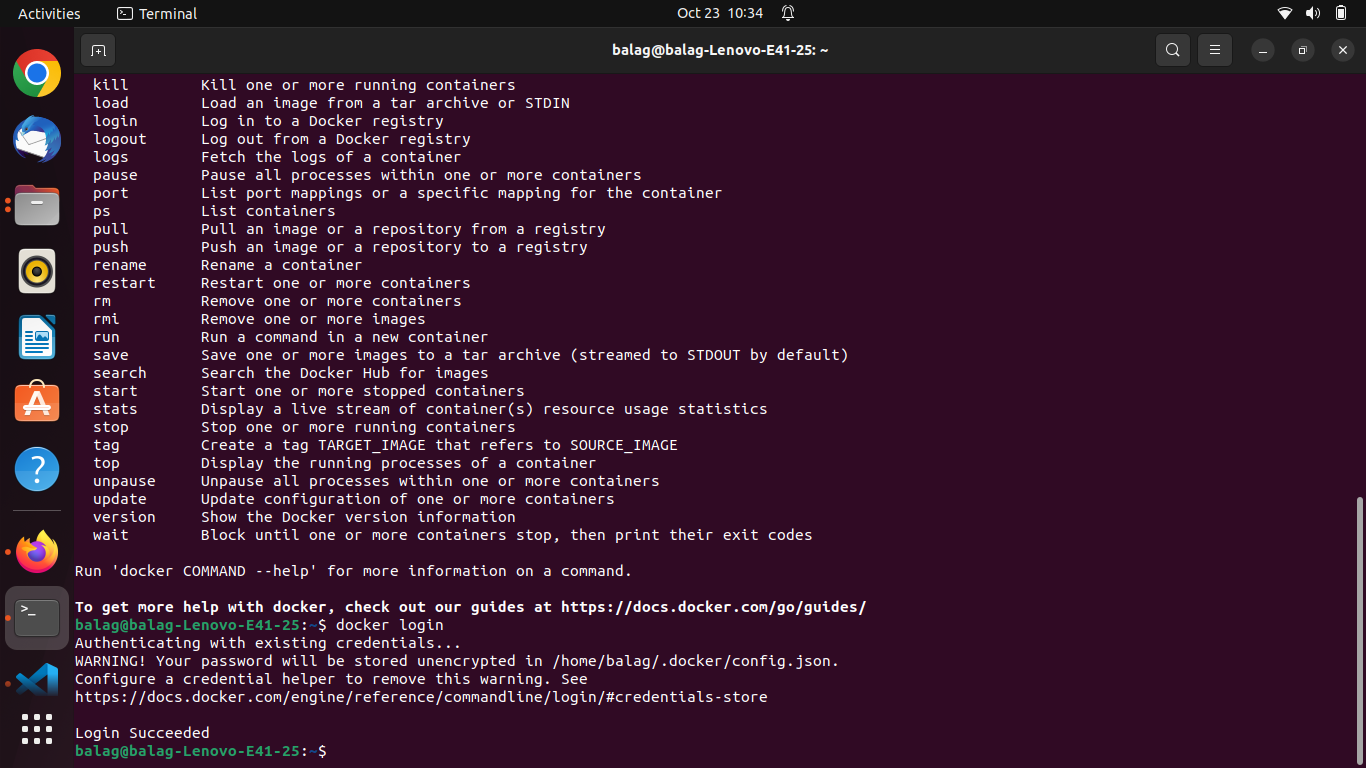 Activities Terminal Oct 23 10:34
balag@balag-Lenovo-E41-25: ~
kill Kill one or more running containers
load Load an image from a tar archive or STDIN
login Log in to a Docker registry
logout Log out from a Docker registry
logs Fetch the logs of a container
pause Pause all processes within one or more containers
port List port mappings or a specific mapping for the container
ps List containers
pull Pull an image or a repository from a registry
push Push an image or a repository to a registry
rename Rename a container
restart Restart one or more containers
rm Remove one or more containers
rmi Remove one or more images
run Run a command in a new container
save Save one or more images to a tar archive (streamed to STDOUT by default)
search Search the Docker Hub for images
start Start one or more stopped containers
stats Display a live stream of container(s) resource usage statistics
stop Stop one or more running containers
tag Create a tag TARGET_IMAGE that refers to SOURCE_IMAGE
top Display the running processes of a container
unpause Unpause all processes within one or more containers
update Update configuration of one or more containers
version Show the Docker version information
wait Block until one or more containers stop, then print their exit codes
Run 'docker COMMAND --help' for more information on a command.
To get more help with docker, check out our guides at https://docs.docker.com/go/guides/
balag@balag-Lenovo-E41-25:~$ docker login
Authenticating with existing credentials...
WARNING! Your password will be stored unencrypted in /home/balag/.docker/config.json.
Configure a credential helper to remove this warning. See
https://docs.docker.com/engine/reference/commandline/login/#credentials-store
Login Succeeded
balag@balag-Lenovo-E41-25:~$